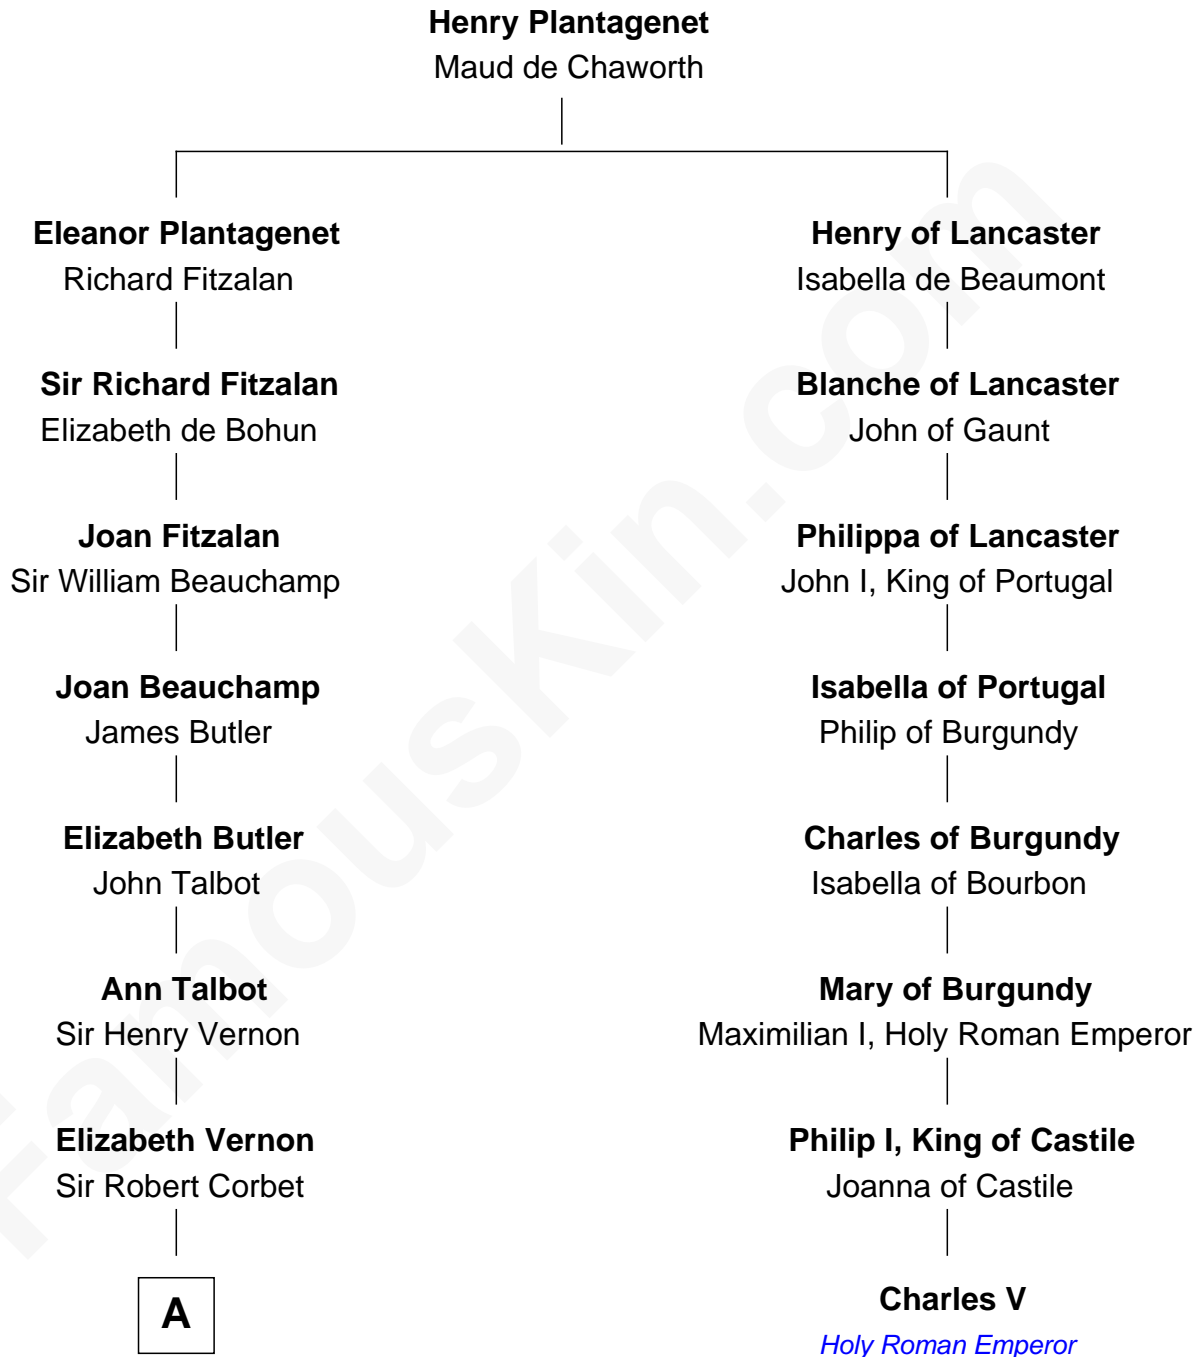 Henry Plantagenet
Maud de Chaworth
Eleanor Plantagenet
Richard Fitzalan
Henry of Lancaster
Isabella de Beaumont
Sir Richard Fitzalan
Elizabeth de Bohun
Blanche of Lancaster
John of Gaunt
Joan Fitzalan
Sir William Beauchamp
Philippa of Lancaster
John I, King of Portugal
Joan Beauchamp
James Butler
Isabella of Portugal
Philip of Burgundy
Elizabeth Butler
John Talbot
Charles of Burgundy
Isabella of Bourbon
Ann Talbot
Sir Henry Vernon
Mary of Burgundy
Maximilian I, Holy Roman Emperor
Elizabeth Vernon
Sir Robert Corbet
Philip I, King of Castile
Joanna of Castile
A
Charles V
Holy Roman Emperor
FamousKin.com